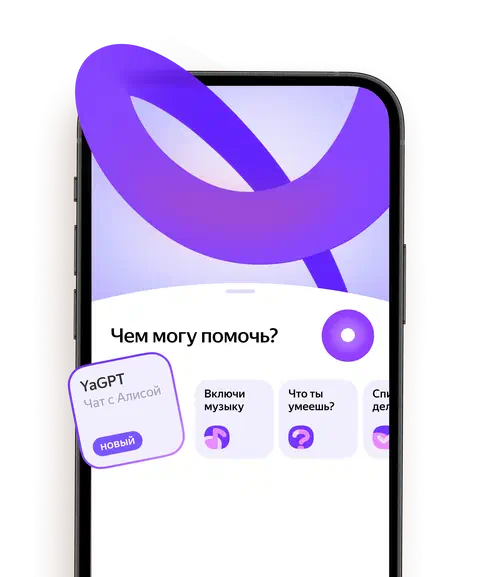 Чем могу помочь?
YaGPT
Чат с Алисой
НОВЫЙ
Включи
музыку
Что ты
умеешь?